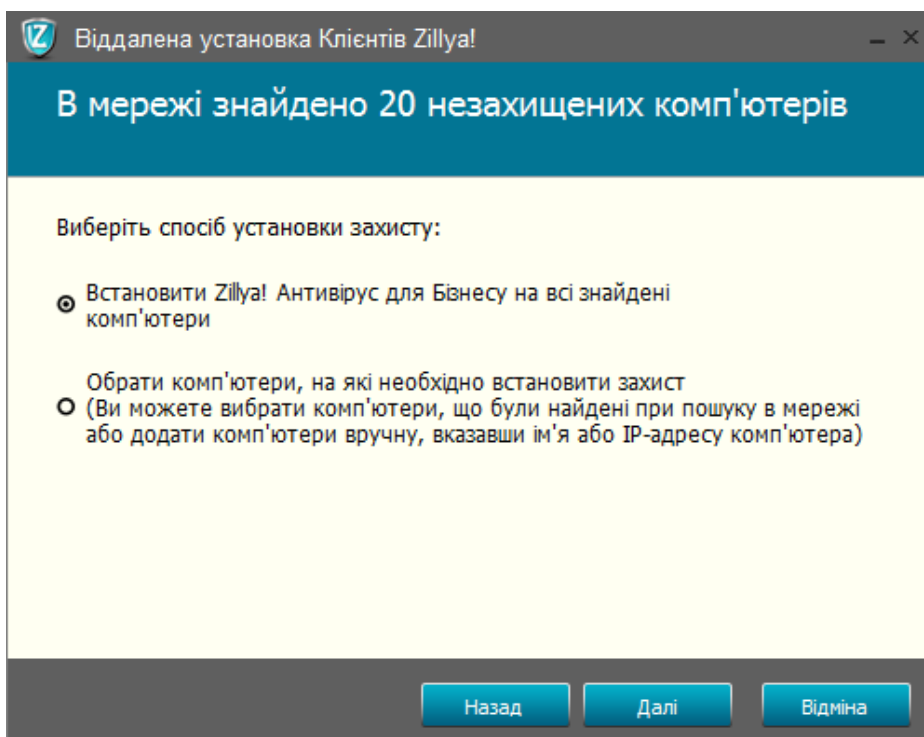 Віддалена установка Клієнтів Zillya!
В мережі знайдено 20 незахищених комп'ютерів
Виберіть спосіб установки захисту:
Встановити Zillya! Антивірус для Бізнесу на всі знайдені
комп'ютери
Обрати комп'ютери, на які необхідно встановити захист
(Ви можете вибрати комп'ютери, що були найдені при пошуку в мережі
або додати комп'ютери вручну, вказавши ім'я або IP-адресу комп'ютера)
Назад Далі Відміна